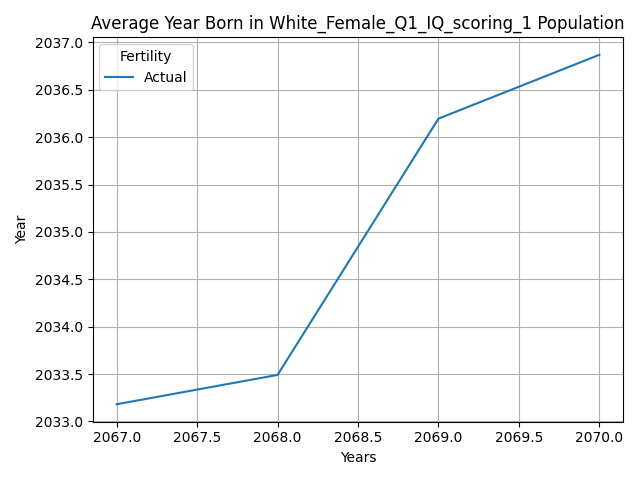 Average Year Born in White_Female_Q1_IQ_scoring_1 Population
Fertility
Actual
2037.0
2036.5
2036.0
2035.5
2035.0
2034.5
2034.0
2033.5
2033.0
Year
2067.0 2067.5 2068.0 2068.5 2069.0 2069.5 2070.0
Years